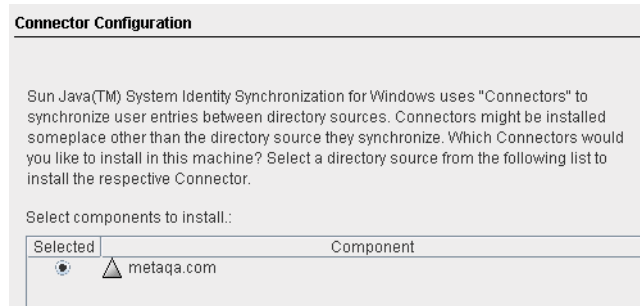 Connector Configuration
Sun Java(TM) System Identity Synchronization for Windows uses "Connectors" to
synchronize user entries between directory sources. Connectors might be installed
someplace other than the directory source they synchronize. Which Connectors would
you like to install in this machine? Select a directory source from the following list to
install the respective Connector.
Select components to install.:
Selected Component
metaqa.com